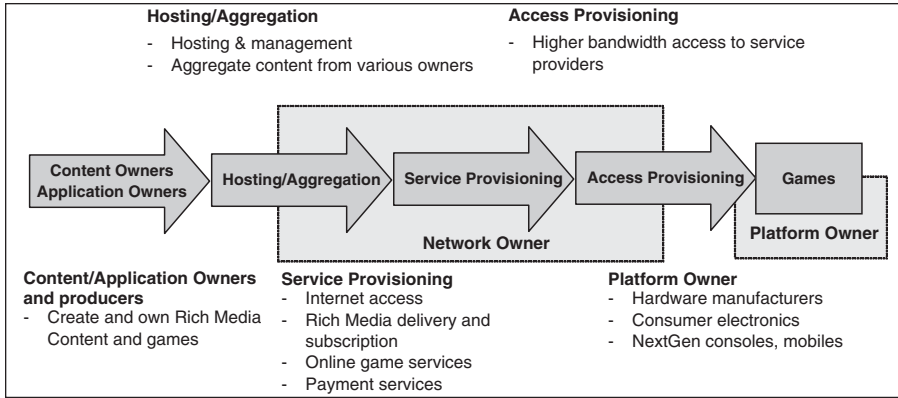 Hosting/Aggregation
- Hosting & management
- Aggregate content from various owners
Access Provisioning
- Higher bandwidth access to service
providers
Content Owners
Application Owners
Hosting/Aggregation
Service Provisioning
Access Provisioning
Games
Network Owner
Platform Owner
Content/Application Owners
and producers
- Create and own Rich Media
Content and games
Service Provisioning
- Internet access
- Rich Media delivery and
subscription
- Online game services
- Payment services
Platform Owner
- Hardware manufacturers
- Consumer electronics
- NextGen consoles, mobiles